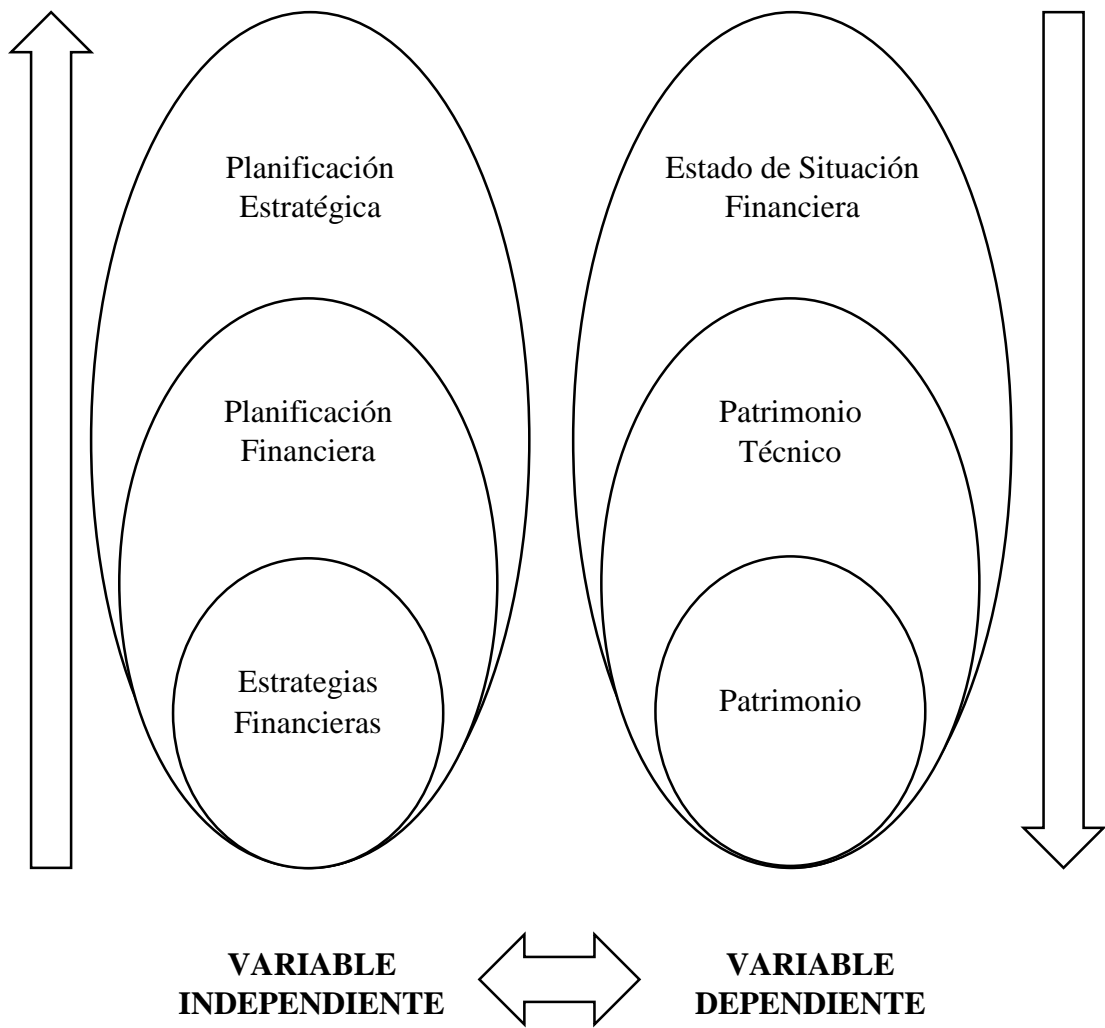 Planificación
Estratégica
Planificación
Financiera
Estrategias
Financieras
Estado de Situación
Financiera
Patrimonio
Técnico
Patrimonio
VARIABLE
INDEPENDIENTE
VARIABLE
DEPENDIENTE